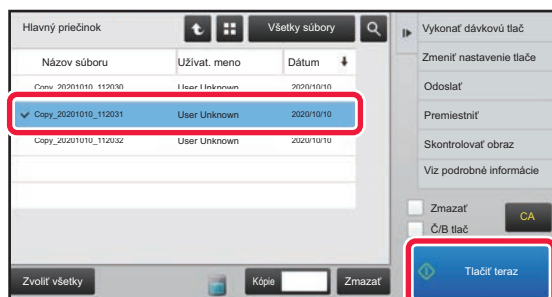 Hlavný priečinok
Všetky súbory
Názov súboru Užívat. meno Dátum
Copy_20201010_112030 User Unknown 2020/10/10
Copy_20201010_112031 User Unknown 2020/10/10
Copy_20201010_112032 User Unknown 2020/10/10
Zvoliť všetky
Kópie
Zmazať
Vykonať dávkovú tlač
Zmeniť nastavenie tlače
Odoslať
Premiestniť
Skontrolovať obraz
Viz podrobné informácie
Zmazať
Č/B tlač
CA
Tlačiť teraz